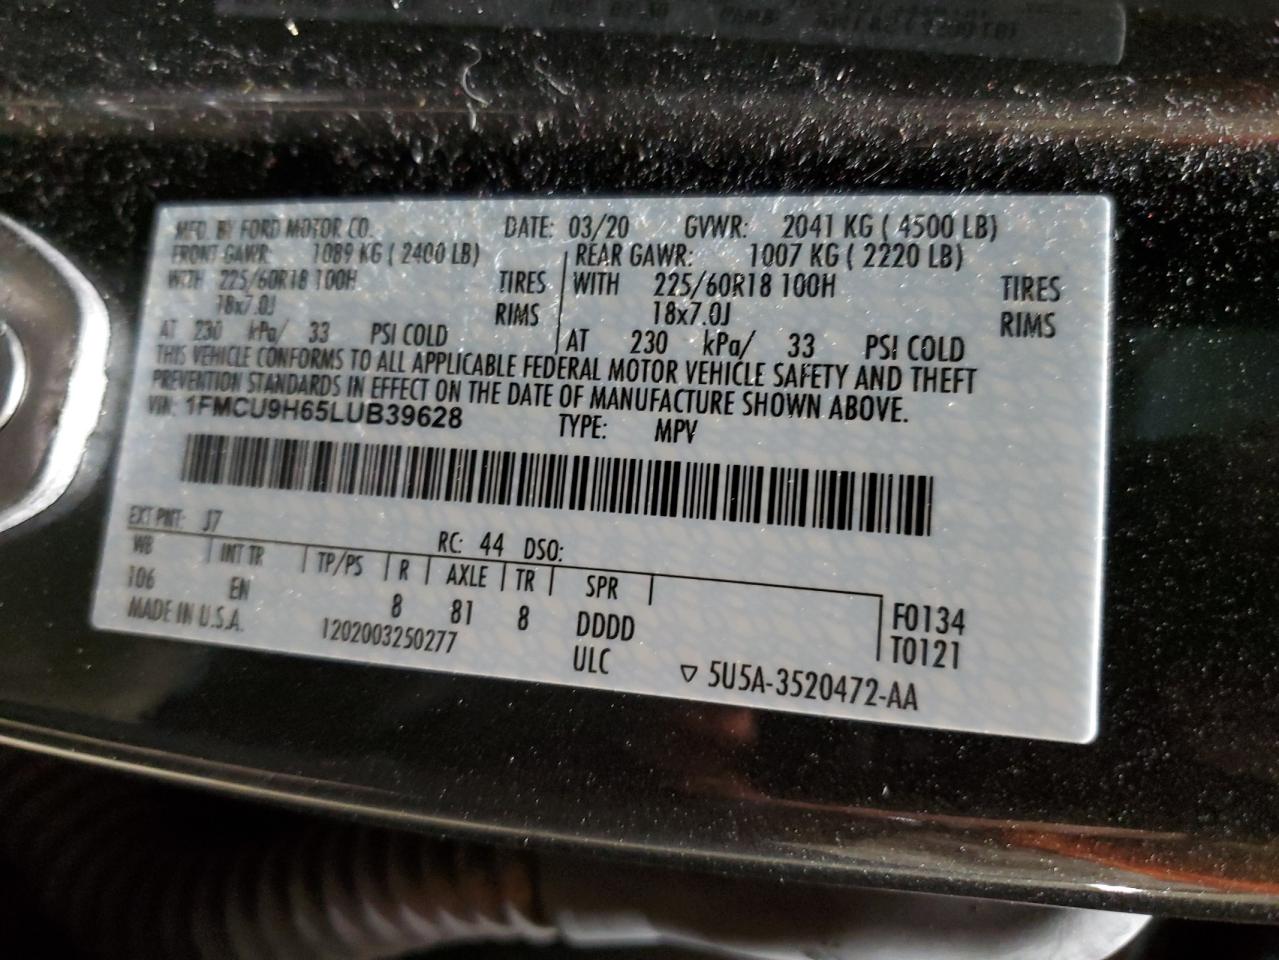 MFD. BY FORD MOTOR CO. DATE: 03/20 GVWR: 2041 KG ( 4500 LB)
FRONT GAWR: 1089 KG ( 2400 LB) REAR GAWR: 1007 KG ( 2220 LB)
WITH 225/60R18 100H TIRES WITH 225/60R18 100H TIRES
18x7.0J RIMS 18x7.0J RIMS
AT 230 kPa/ 33 PSI COLD AT 230 kPa/ 33 PSI COLD
THIS VEHICLE CONFORMS TO ALL APPLICABLE FEDERAL MOTOR VEHICLE SAFETY AND THEFT
PREVENTION STANDARDS IN EFFECT ON THE DATE OF MANUFACTURE SHOWN ABOVE.
VIN: 1FMCU9H65LUB39628 TYPE: MPV
EXT PNT: J7 RC: 44 DSO:
WB INT TR TP/PS R AXLE TR SPR
106 EN 8 81 8 DDDD F0134
MADE IN U.S.A. 1202003250277 ULC T0121
5U5A-3520472-AA